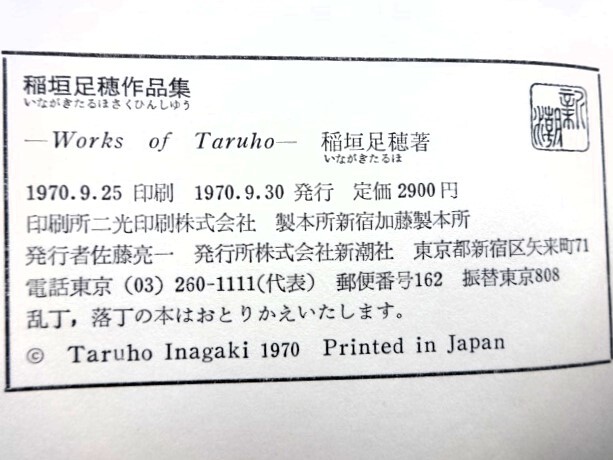 稲垣足穂作品集
いながきたるほさくひんしゆう
—Works of Taruho— 稲垣足穂著
いながきたるほ
新潮
1970.9.25 印刷 1970.9.30 発行 定価 2900円
印刷所二光印刷株式会社 製本所新宿加藤製本所
発行者佐藤亮一 発行所株式会社新潮社 東京都新宿区矢来町71
電話東京 (03) 260-1111(代表) 郵便番号162 振替東京808
乱丁，落丁の本はおとりかえいたします。
© Taruho Inagaki 1970 Printed in Japan